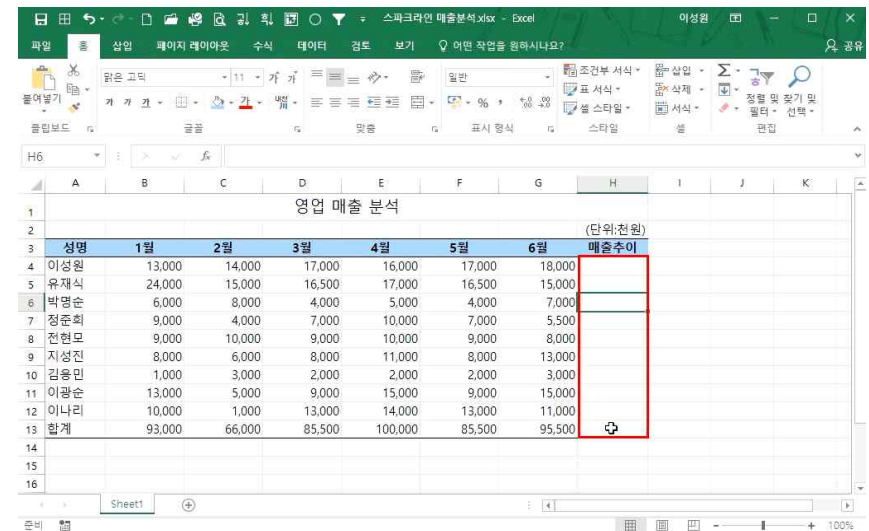 스파크라인 매출분석.xlsx - Excel 이성원
파일 홈 삽입 페이지 레이아웃 수식 데이터 검토 보기 어떤 작업을 원하시나요? 공유
맑은 고딕 11 가 가 일반 조건부 서식 삽입 정렬 및 찾기 및
붙여넣기 가 가 가 가 내천 % , 표 서식 삭제 필터 선택
셀 스타일 서식
클립보드 글꼴 맞춤 표시 형식 스타일 셀 편집
H6 fx
A B C D E F G H I J K
1 영업 매출 분석
2 (단위:천원)
3 성명 1월 2월 3월 4월 5월 6월 매출추이
4 이성원 13,000 14,000 17,000 16,000 17,000 18,000
5 유재식 24,000 15,000 16,500 17,000 16,500 15,000
6 박명순 6,000 8,000 4,000 5,000 4,000 7,000
7 정준희 9,000 4,000 7,000 10,000 7,000 5,500
8 전현모 9,000 10,000 9,000 10,000 9,000 8,000
9 지성진 8,000 6,000 8,000 11,000 8,000 13,000
10 김용민 1,000 3,000 2,000 2,000 2,000 3,000
11 이광순 13,000 5,000 9,000 15,000 9,000 15,000
12 이나리 10,000 1,000 13,000 14,000 13,000 11,000
13 합계 93,000 66,000 85,500 100,000 85,500 95,500
14
15
16
Sheet1
준비 100%